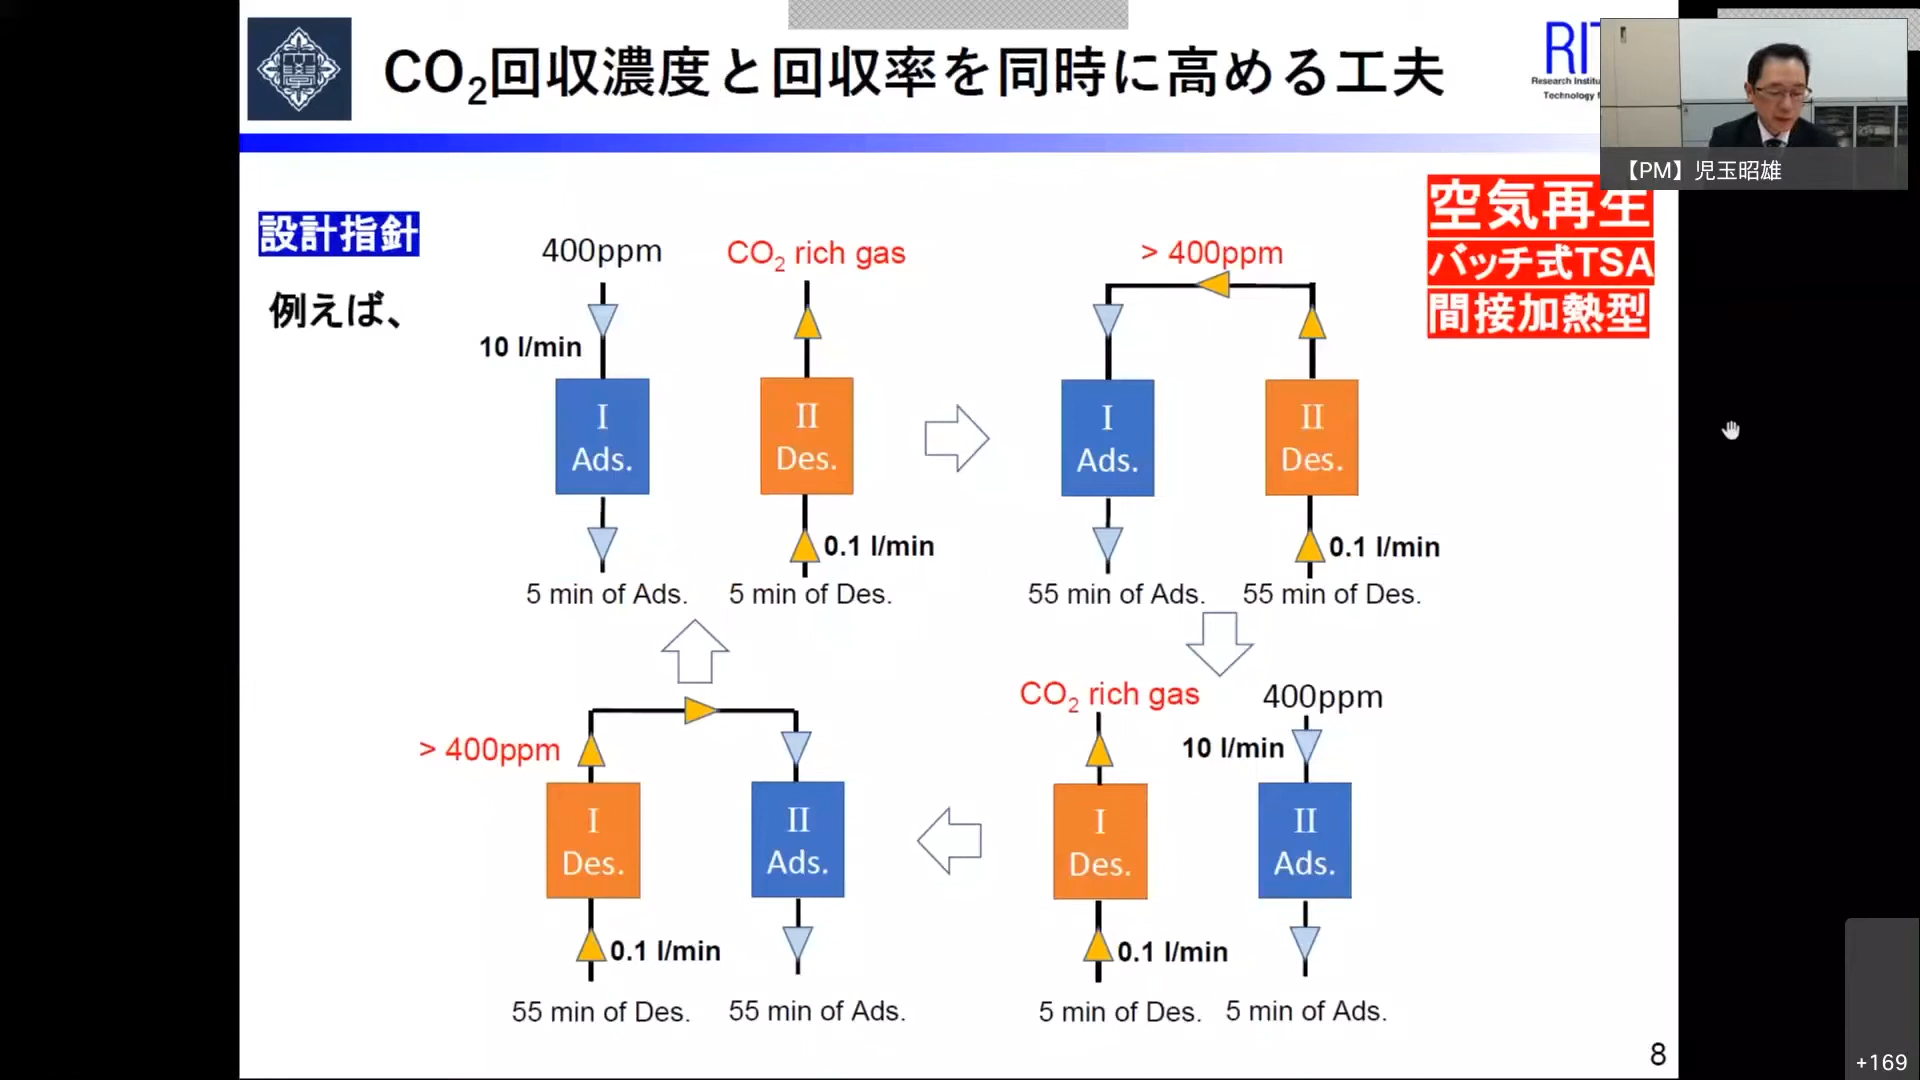 CO2回収濃度と回収率を同時に高める工夫
RIT
Research Institu
Technology
【PM】児玉昭雄
空気再生
バッチ式TSA
間接加熱型
設計指針
例えば、
400ppm
CO2 rich gas
10 l/min
I
Ads.
II
Des.
0.1 l/min
5 min of Ads.
5 min of Des.
> 400ppm
I
Ads.
II
Des.
0.1 l/min
55 min of Ads.
55 min of Des.
CO2 rich gas
400ppm
10 l/min
I
Des.
II
Ads.
0.1 l/min
5 min of Des.
5 min of Ads.
> 400ppm
I
Des.
II
Ads.
0.1 l/min
55 min of Des.
55 min of Ads.
8
+169